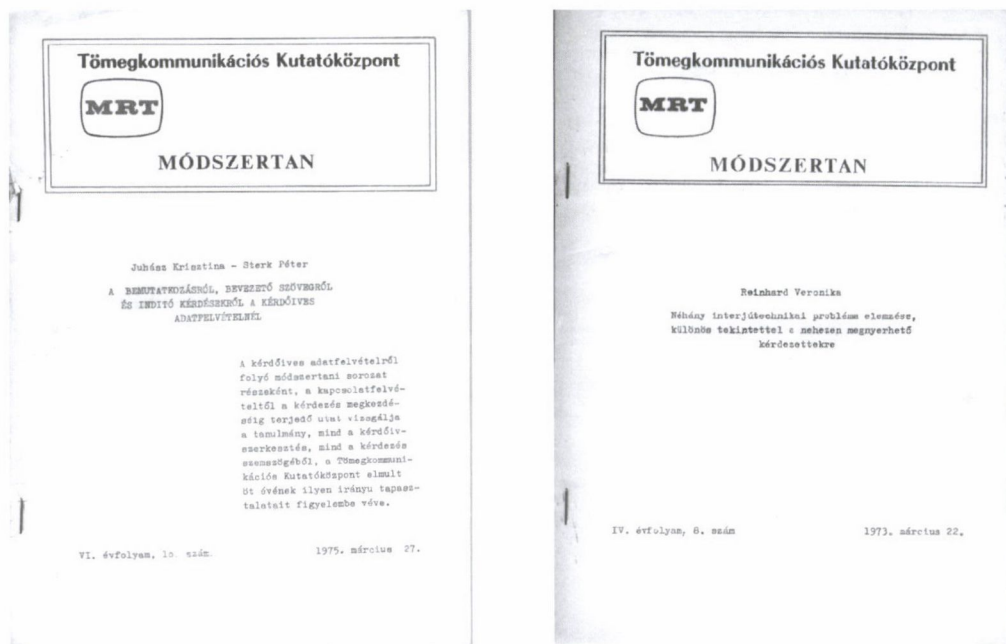 Tömegkommunikációs Kutatóközpont
MRT
MÓDSZERTAN
Juhász Krisztina - Sterk Péter
A BEMUTATKOZÁSRÓL, BEVEZETŐ SZÖVEGRŐL
ÉS INDITÓ KÉRDÉSEKRŐL A KÉRDŐIVES
ADATFELVÉTELNÉL
A kérdőives adatfelvételről
folyó módszertani sorozat
részeként, a kapcsolatfelvé-
teltől a kérdezés megkezdé-
séig terjedő utat vizsgálja
a tanulmány, mind a kérdőiv-
szerkesztés, mind a kérdezés
szemszögéből, a Tömegkommuni-
kációs Kutatóközpont elmult
öt évének ilyen irányu tapasz-
talatait figyelembe véve.
VI. évfolyam, szám.
1975. március 27.
Tömegkommunikációs Kutatóközpont
MRT
MÓDSZERTAN
Reinhard Veronika
Néhány interjútechnikai probléma elemzése,
különös tekintettel a nehezen megnyerhető
kérdezettekre
IV. évfolyam, 8. szám
1973. március 22.